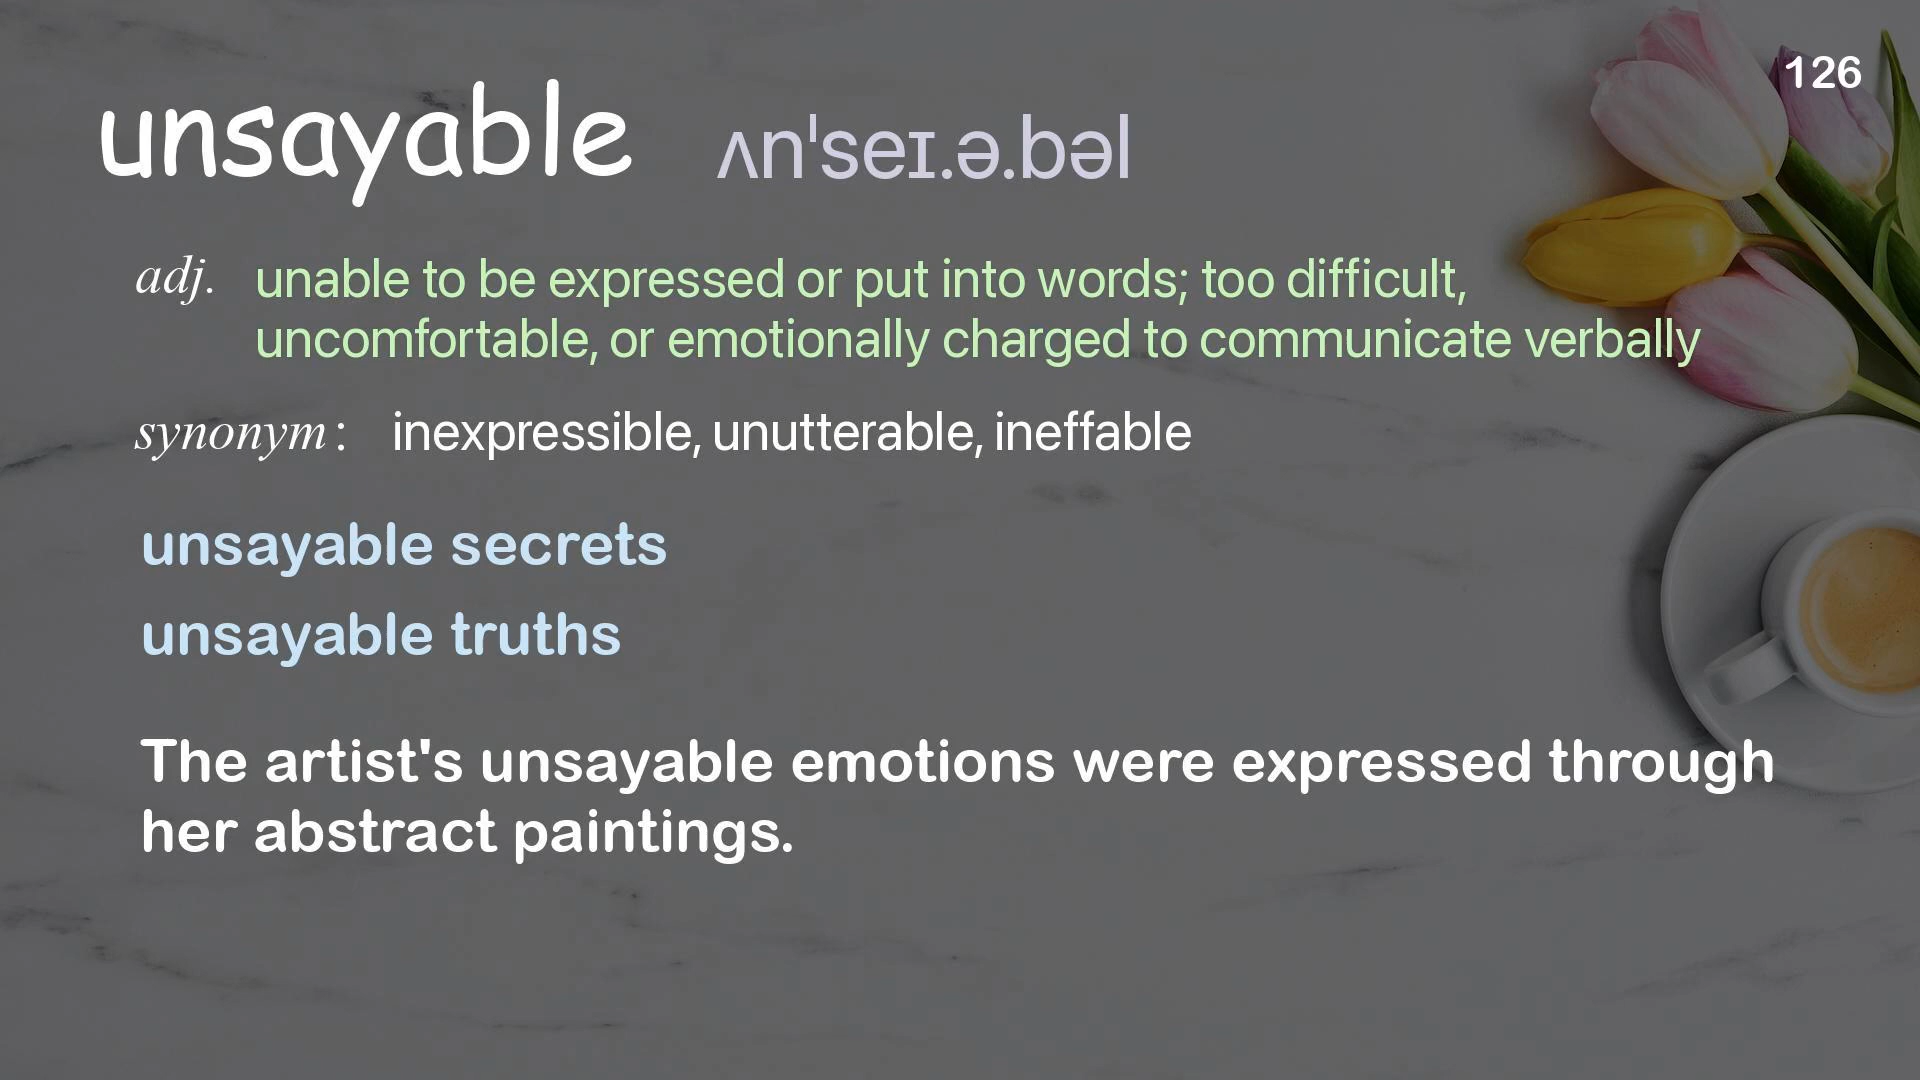 126
unsayable ʌnˈseɪ.ə.bəl
adj. unable to be expressed or put into words; too difficult,
uncomfortable, or emotionally charged to communicate verbally
synonym : inexpressible, unutterable, ineffable
unsayable secrets
unsayable truths
The artist's unsayable emotions were expressed through
her abstract paintings.